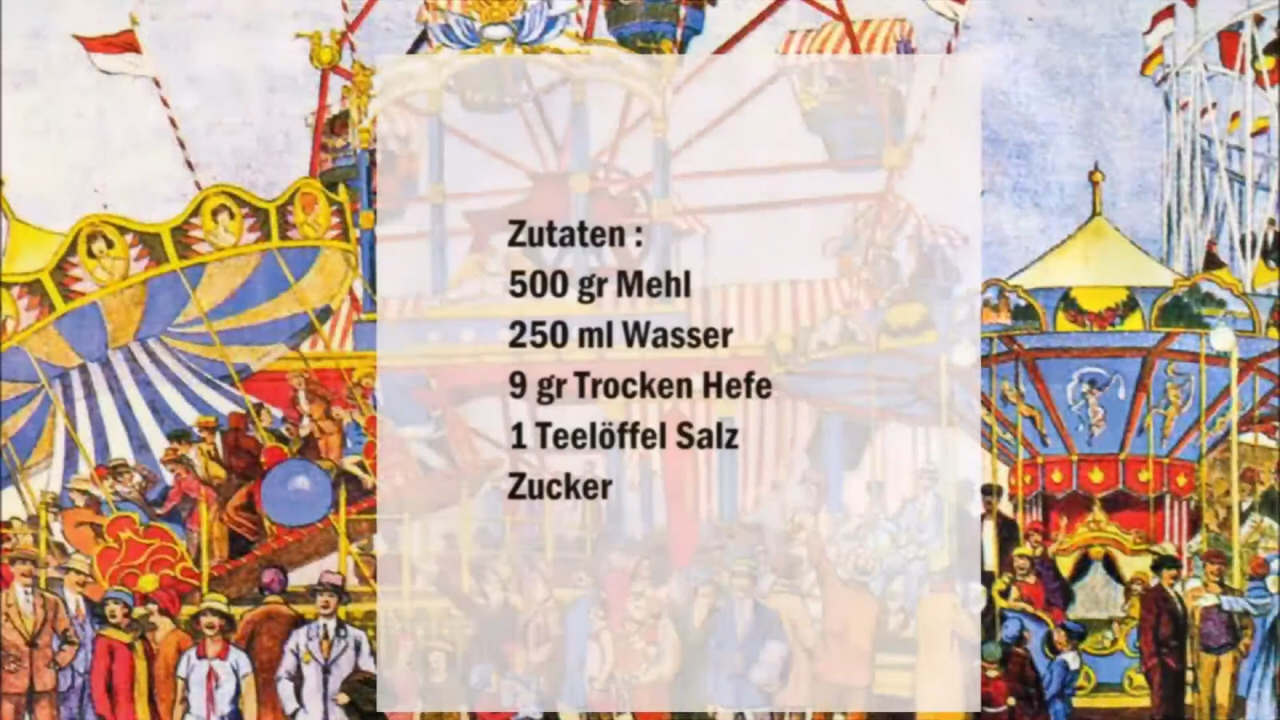 Zutaten :
500 gr Mehl
250 ml Wasser
9 gr Trocken Hefe
1 Teelöffel Salz
Zucker